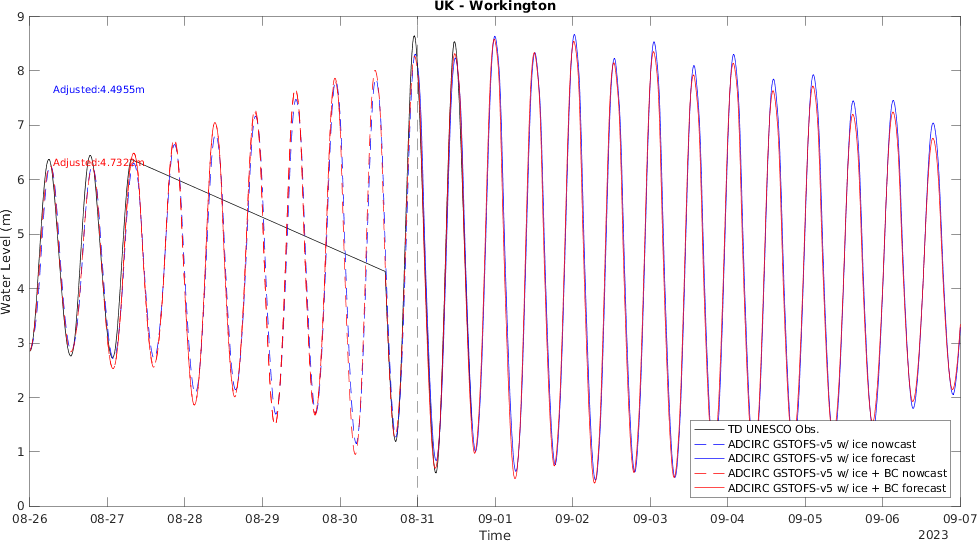 UK - Workington
9
8
7
6
5
4
3
2
1
0
Water Level (m)
Adjusted:4.4955m
Adjusted:4.7322m
TD UNESCO Obs.
ADCIRC GSTOFS-v5 w/ ice nowcast
ADCIRC GSTOFS-v5 w/ ice forecast
ADCIRC GSTOFS-v5 w/ ice + BC nowcast
ADCIRC GSTOFS-v5 w/ ice + BC forecast
08-26 08-27 08-28 08-29 08-30 08-31 09-01 09-02 09-03 09-04 09-05 09-06 09-07
Time
2023